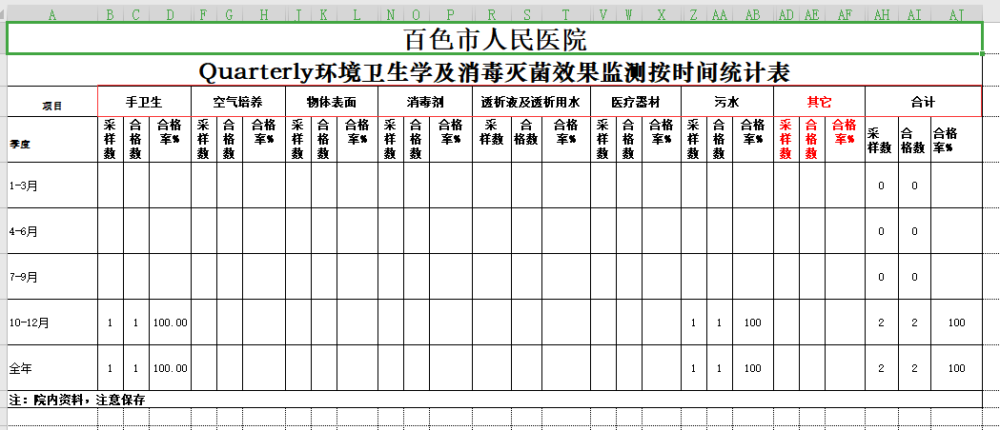 A B C D F G H J K L N O P R S T V W X Z AA AB AD AE AF AH AI AJ
百色市人民医院
Quarterly环境卫生学及消毒灭菌效果监测按时间统计表
项目 手卫生 空气培养 物体表面 消毒剂 透析液及透析用水 医疗器材 污水 其它 合计
季度 采样数 合格数 合格率% 采样数 合格数 合格率% 采样数 合格数 合格率% 采样数 合格数 合格率% 采样数 合格数 合格率% 采样数 合格数 合格率% 采样数 合格数 合格率% 采样数 合格数 合格率% 采样数 合格数 合格率%
1-3月 0 0
4-6月 0 0
7-9月 0 0
10-12月 1 1 100.00 1 1 100 2 2 100
全年 1 1 100.00 1 1 100 2 2 100
注：院内资料，注意保存